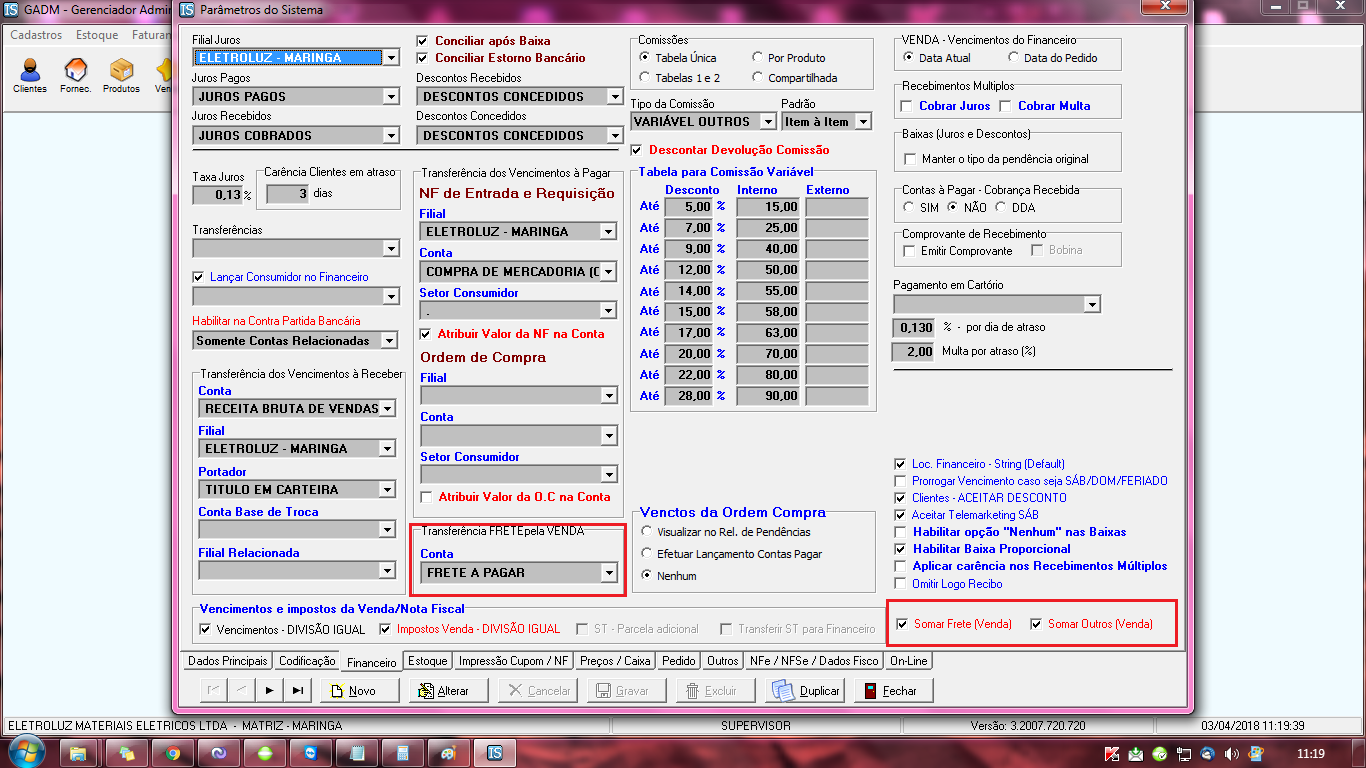 GADM - Gerenciador Admin
Parâmetros do Sistema
Cadastros Estoque Faturan
Clientes Fornec. Produtos Ven
Filial Juros
ELETROLUZ - MARINGA
Juros Pagos
JUROS PAGOS
Juros Recebidos
JUROS COBRADOS
Conciliar após Baixa
Conciliar Estorno Bancário
Descontos Recebidos
DESCONTOS CONCEDIDOS
Descontos Concedidos
DESCONTOS CONCEDIDOS
Taxa Juros
0,13 %
Carência Clientes em atraso
3 dias
Transferências
Lançar Consumidor no Financeiro
Habilitar na Contra Partida Bancária
Somente Contas Relacionadas
Transferência dos Vencimentos à Receber
Conta
RECEITA BRUTA DE VENDAS
Filial
ELETROLUZ - MARINGA
Portador
TITULO EM CARTEIRA
Conta Base de Troca
Filial Relacionada
Transferência dos Vencimentos à Pagar
NF de Entrada e Requisição
Filial
ELETROLUZ - MARINGA
Conta
COMPRA DE MERCADORIA (C
Setor Consumidor
.
Atribuir Valor da NF na Conta
Ordem de Compra
Filial
Conta
Setor Consumidor
Atribuir Valor da O.C na Conta
Transferência FRETE pela VENDA
Conta
FRETE A PAGAR
Comissões
Tabela Única Por Produto
Tabelas 1 e 2 Compartilhada
Tipo da Comissão Padrão
VARIÁVEL OUTROS Item à Item
Descontar Devolução Comissão
Tabela para Comissão Variável
Desconto Interno Externo
Até 5,00 % 15,00
Até 7,00 % 25,00
Até 9,00 % 40,00
Até 12,00 % 50,00
Até 14,00 % 55,00
Até 15,00 % 58,00
Até 17,00 % 63,00
Até 20,00 % 70,00
Até 22,00 % 80,00
Até 28,00 % 90,00
Venctos da Ordem Compra
Visualizar no Rel. de Pendências
Efetuar Lançamento Contas Pagar
Nenhum
VENDA - Vencimentos do Financeiro
Data Atual Data do Pedido
Recebimentos Multiplos
Cobrar Juros Cobrar Multa
Baixas (Juros e Descontos)
Manter o tipo da pendência original
Contas à Pagar - Cobrança Recebida
SIM NÃO DDA
Comprovante de Recebimento
Emitir Comprovante Bobina
Pagamento em Cartório
0,130 % - por dia de atraso
2,00 Multa por atraso (%)
Loc. Financeiro - String (Default)
Prorrogar Vencimento caso seja SÁB/DOM/FERIADO
Clientes - ACEITAR DESCONTO
Aceitar Telemarketing SÁB
Habilitar opção "Nenhum" nas Baixas
Habilitar Baixa Proporcional
Aplicar carência nos Recebimentos Múltiplos
Omitir Logo Recibo
Vencimentos e impostos da Venda/Nota Fiscal
Vencimentos - DIVISÃO IGUAL Impostos Venda - DIVISÃO IGUAL ST - Parcela adicional Transferir ST para Financeiro
Somar Frete (Venda) Somar Outros (Venda)
Dados Principais Codificação Financeiro Estoque Impressão Cupom / NF Preços / Caixa Pedido Outros NFe / NFSe / Dados Fisco On-Line
Novo Alterar Cancelar Gravar Excluir Duplicar Fechar
ELETROLUZ MATERIAIS ELETRICOS LTDA - MATRIZ - MARINGA SUPERVISOR Versão: 3.2007.720.720 03/04/2018 11:19:39
11:19